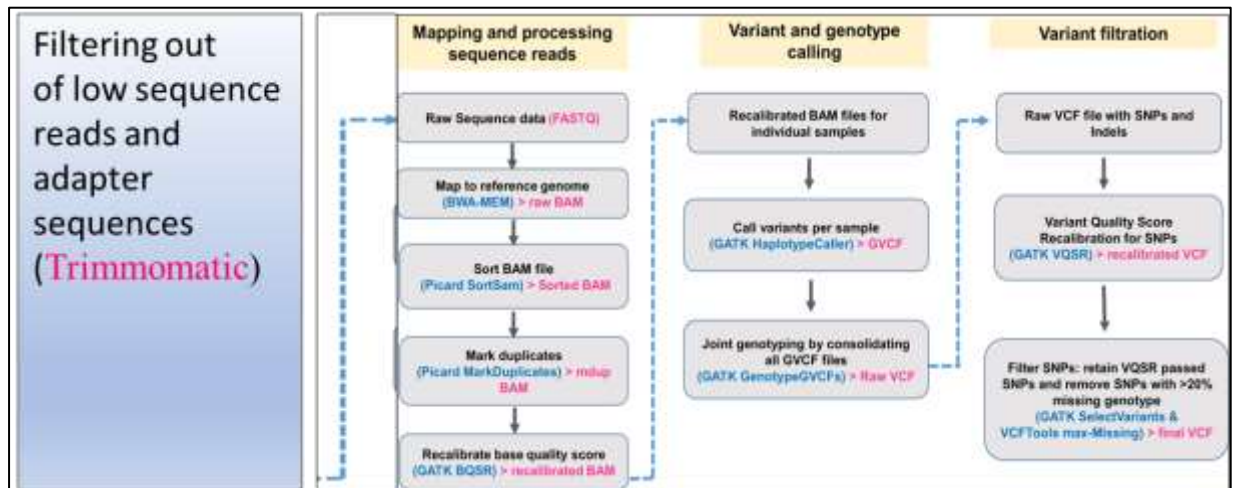 Filtering out
of low sequence
reads and
adapter
sequences
(Trimmomatic)
Mapping and processing
sequence reads
Raw Sequence data (FASTQ)
Map to reference genome
(BWA-MEM) > raw BAM
Sort BAM file
(Picard SortSam) > Sorted BAM
Mark duplicates
(Picard MarkDuplicates) > mdup
BAM
Recalibrate base quality score
(GATK BQSR) > recalibrated BAM
Variant and genotype
calling
Recalibrated BAM files for
individual samples
Call variants per sample
(GATK HaplotypeCaller) > GVCF
Joint genotyping by consolidating
all GVCF files
(GATK GenotypeGVCFs) > Raw VCF
Variant filtration
Raw VCF file with SNPs and
Indels
Variant Quality Score
Recalibration for SNPs
(GATK VQSR) > recalibrated VCF
Filter SNPs: retain VQSR passed
SNPs and remove SNPs with >20%
missing genotype
(GATK SelectVariants &
VCFTools max-Missing) > final VCF